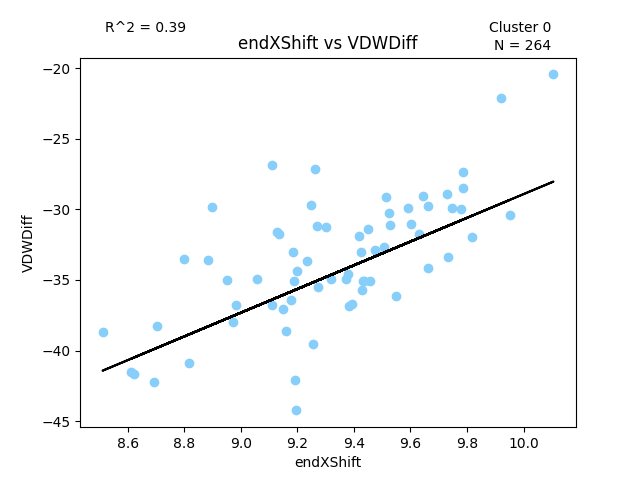 R^2 = 0.39
Cluster 0
N = 264
endXShift vs VDWDiff
−20
−25
−30
−35
−40
−45
VDWDiff
8.6 8.8 9.0 9.2 9.4 9.6 9.8 10.0
endXShift